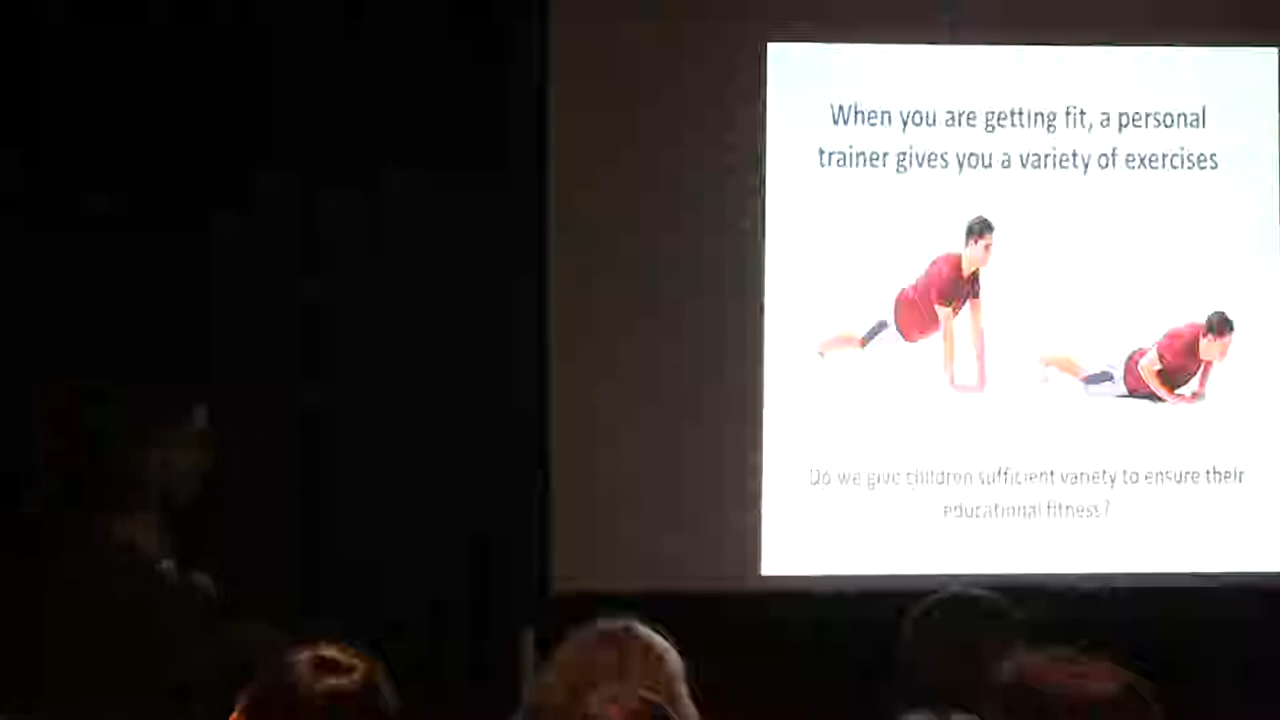 When you are getting fit, a personal
trainer gives you a variety of exercises
Do we give children sufficient variety to ensure their
educational fitness?